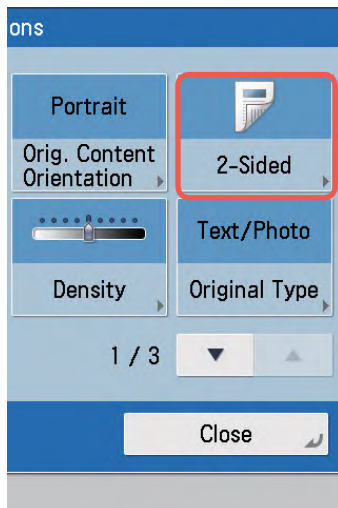 ons
Portrait
Orig. Content
Orientation
2-Sided
Text/Photo
Density
Original Type
1 / 3
Close